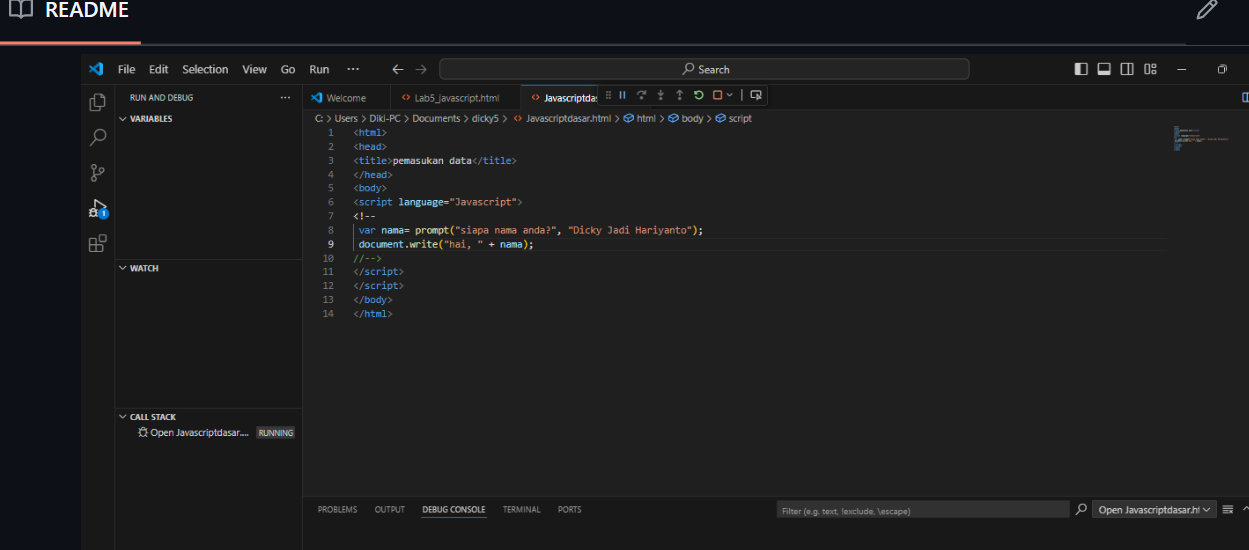 README
File Edit Selection View Go Run ··· Search
RUN AND DEBUG ···
VARIABLES
WATCH
CALL STACK
Open Javascriptdasar.... RUNNING
Welcome Lab5_javascript.html Javascriptdas
C: > Users > Diki-PC > Documents > dicky5 > Javascriptdasar.html > html > body > script
1 <html>
2 <head>
3 <title>pemasukan data</title>
4 </head>
5 <body>
6 <script language="Javascript">
7 <!--
8 var nama= prompt("siapa nama anda?", "Dicky Jadi Hariyanto");
9 document.write("hai, " + nama);
10 //-->
11 </script>
12 </script>
13 </body>
14 </html>
PROBLEMS OUTPUT DEBUG CONSOLE TERMINAL PORTS Filter (e.g. text, !exclude, \escape) Open Javascriptdasar.ht